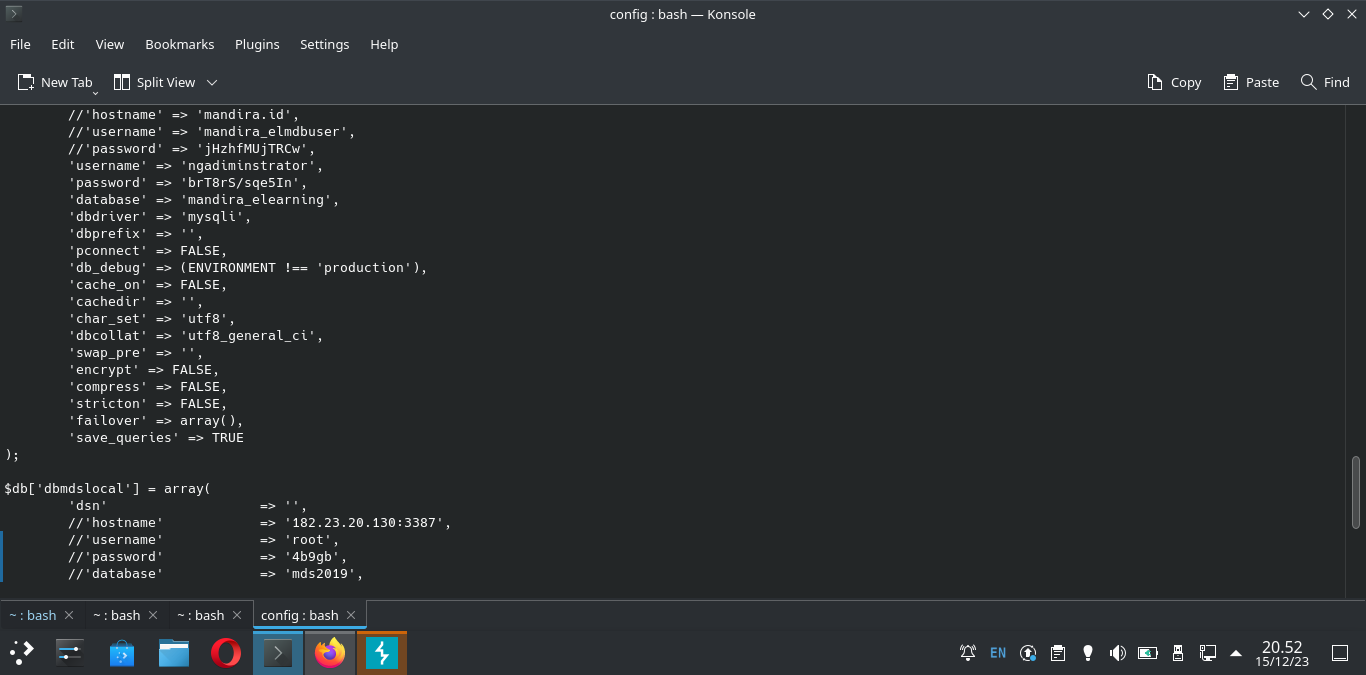 config : bash — Konsole
File Edit View Bookmarks Plugins Settings Help
New Tab Split View Copy Paste Find
//'hostname' => 'mandira.id',
//'username' => 'mandira_elmdbuser',
//'password' => 'jHzhfMUjTRCw',
'username' => 'ngadiminstrator',
'password' => 'brT8rS/sqe5In',
'database' => 'mandira_elearning',
'dbdriver' => 'mysqli',
'dbprefix' => '',
'pconnect' => FALSE,
'db_debug' => (ENVIRONMENT !== 'production'),
'cache_on' => FALSE,
'cachedir' => '',
'char_set' => 'utf8',
'dbcollat' => 'utf8_general_ci',
'swap_pre' => '',
'encrypt' => FALSE,
'compress' => FALSE,
'stricton' => FALSE,
'failover' => array(),
'save_queries' => TRUE
);
$db['dbmdslocal'] = array(
'dsn' => '',
//'hostname' => '182.23.20.130:3387',
//'username' => 'root',
//'password' => '4b9gb',
//'database' => 'mds2019',
~ : bash ~ : bash ~ : bash config : bash
EN 20.52
15/12/23